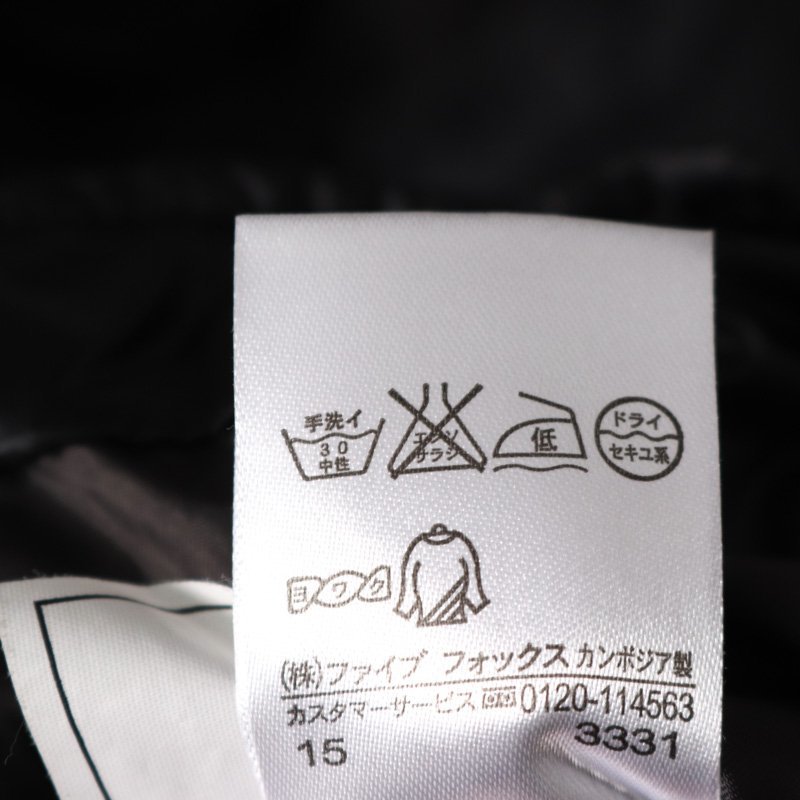 手洗イ
30
中性
エンソ
サラシ
低
ドライ
セキユ系
ヨワク
(株)ファイブ フォックス カンボジア製
カスタマーサービス 0120-114563
15 3331